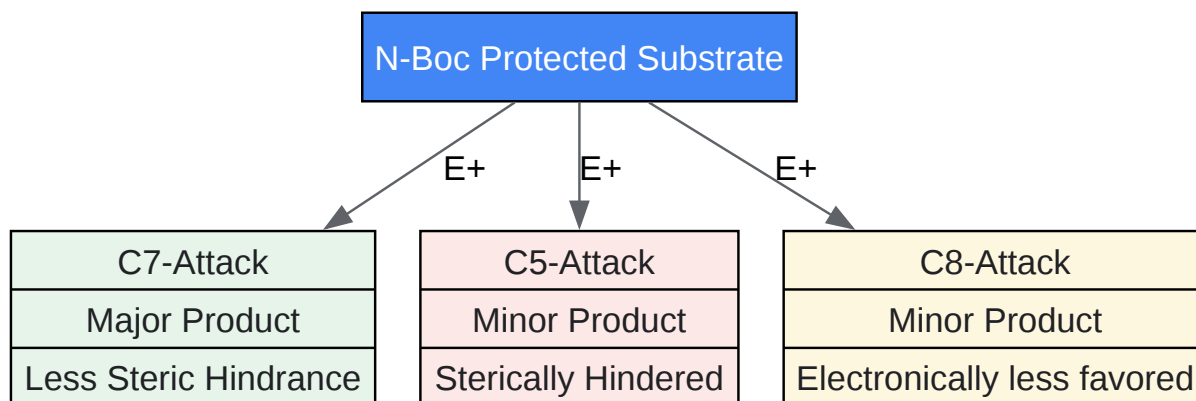 N-Boc Protected Substrate
E+
E+
E+
C7-Attack
Major Product
Less Steric Hindrance
C5-Attack
Minor Product
Sterically Hindered
C8-Attack
Minor Product
Electronically less favored